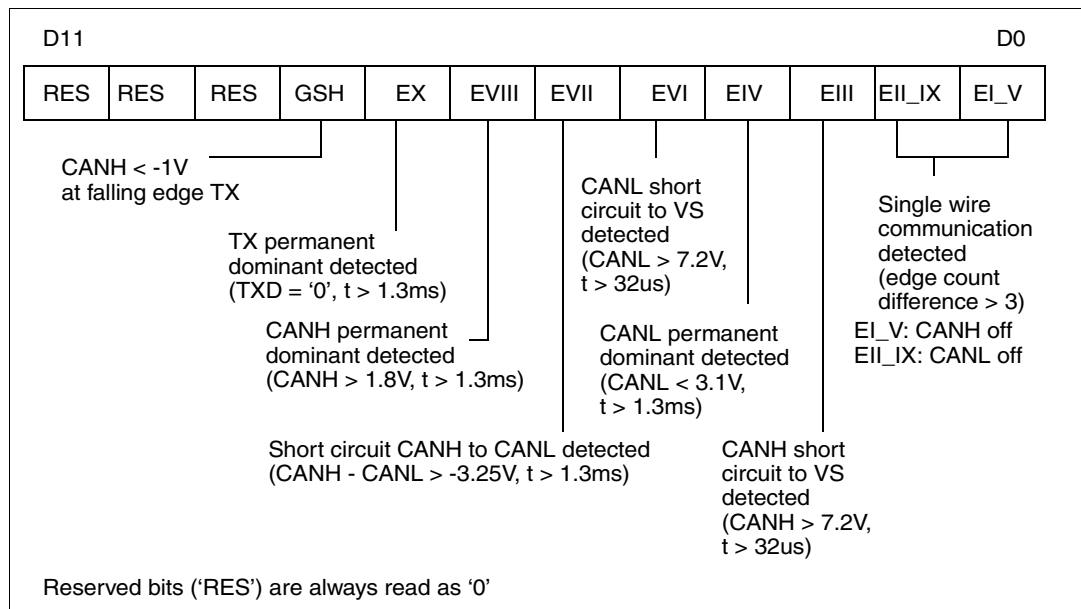 D11 D0
RES RES RES GSH EX EVIII EVII EVI EIV EIII EII_IX EI_V
CANH < -1V
at falling edge TX
TX permanent
dominant detected
(TXD = ‘0’, t > 1.3ms)
CANH permanent
dominant detected
(CANH > 1.8V, t > 1.3ms)
Short circuit CANH to CANL detected
(CANH - CANL > -3.25V, t > 1.3ms)
CANL short
circuit to VS
detected
(CANL > 7.2V,
t > 32us)
CANL permanent
dominant detected
(CANL < 3.1V,
t > 1.3ms)
CANH short
circuit to VS
detected
(CANH > 7.2V,
t > 32us)
Single wire
communication
detected
(edge count
difference > 3)
EI_V: CANH off
EII_IX: CANL off
Reserved bits (‘RES’) are always read as ‘0’